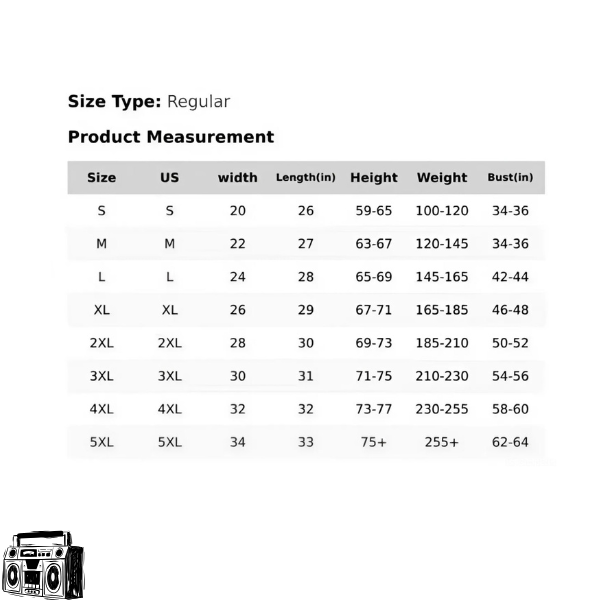 Size Type: Regular
Product Measurement
Size US width Length(in) Height Weight Bust(in)
S S 20 26 59-65 100-120 34-36
M M 22 27 63-67 120-145 34-36
L L 24 28 65-69 145-165 42-44
XL XL 26 29 67-71 165-185 46-48
2XL 2XL 28 30 69-73 185-210 50-52
3XL 3XL 30 31 71-75 210-230 54-56
4XL 4XL 32 32 73-77 230-255 58-60
5XL 5XL 34 33 75+ 255+ 62-64